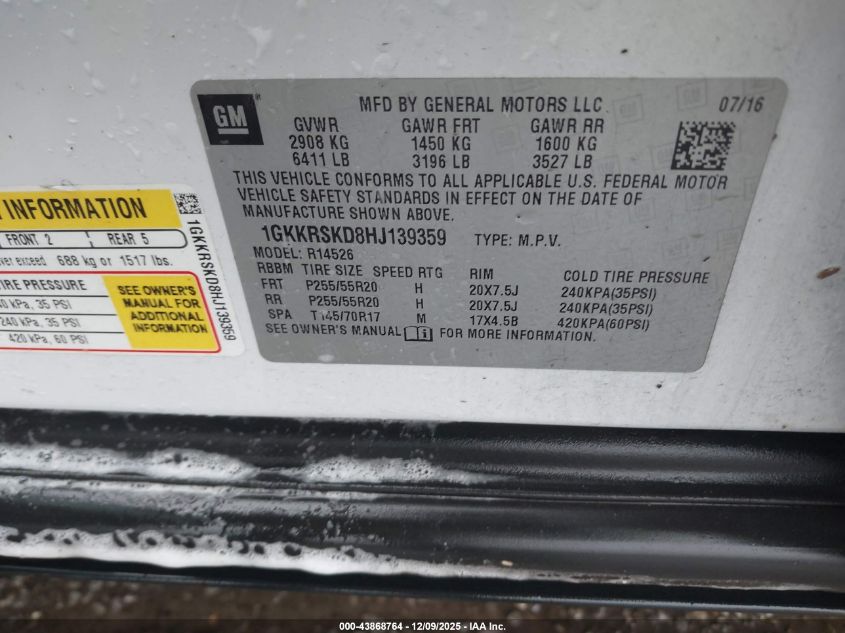 GM
MFD BY GENERAL MOTORS LLC. 07/16
GVWR GAWR FRT GAWR RR
2908 KG 1450 KG 1600 KG
6411 LB 3196 LB 3527 LB
THIS VEHICLE CONFORMS TO ALL APPLICABLE U.S. FEDERAL MOTOR
VEHICLE SAFETY STANDARDS IN EFFECT ON THE DATE OF
MANUFACTURE SHOWN ABOVE.
1GKKRSKD8HJ139359 TYPE: M.P.V.
MODEL: R14526
RBBM TIRE SIZE SPEED RTG RIM COLD TIRE PRESSURE
FRT P255/55R20 H 20X7.5J 240KPA(35PSI)
RR P255/55R20 H 20X7.5J 240KPA(35PSI)
SPA T145/70R17 M 17X4.5B 420KPA(60PSI)
SEE OWNER'S MANUAL FOR MORE INFORMATION.
INFORMATION
FRONT 2 REAR 5
exceed 688 kg or 1517 lbs.
TIRE PRESSURE
kPa, 35 PSI
240 kPa, 35 PSI
420 kPa, 60 PSI
SEE OWNER'S
MANUAL FOR
ADDITIONAL
INFORMATION
1GKKRSKD8HJ139359
000-43868764 - 12/09/2025 - IAA Inc.